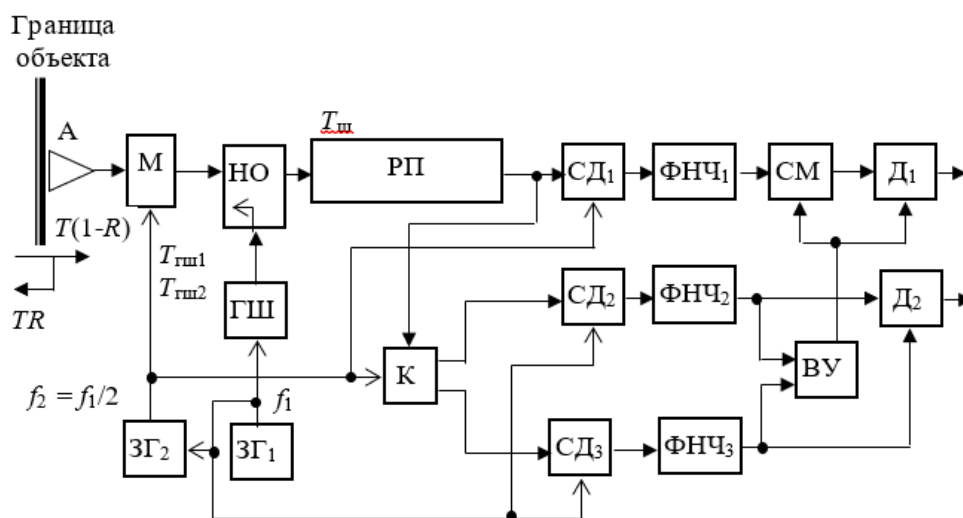 Граница
объекта
A
М
НО
Tш
РП
СД1
ФНЧ1
СМ
Д1
T(1-R)
TR
Tгш1
Tгш2
ГШ
СД2
ФНЧ2
Д2
К
ВУ
f2 = f1/2
f1
ЗГ2
ЗГ1
СД3
ФНЧ3